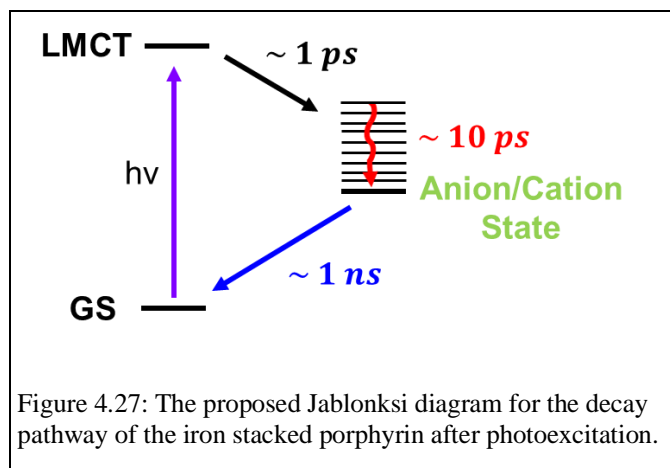 LMCT
~ 1 ps
hv
~ 10 ps
Anion/Cation
State
~ 1 ns
GS
Figure 4.27: The proposed Jablonksi diagram for the decay
pathway of the iron stacked porphyrin after photoexcitation.